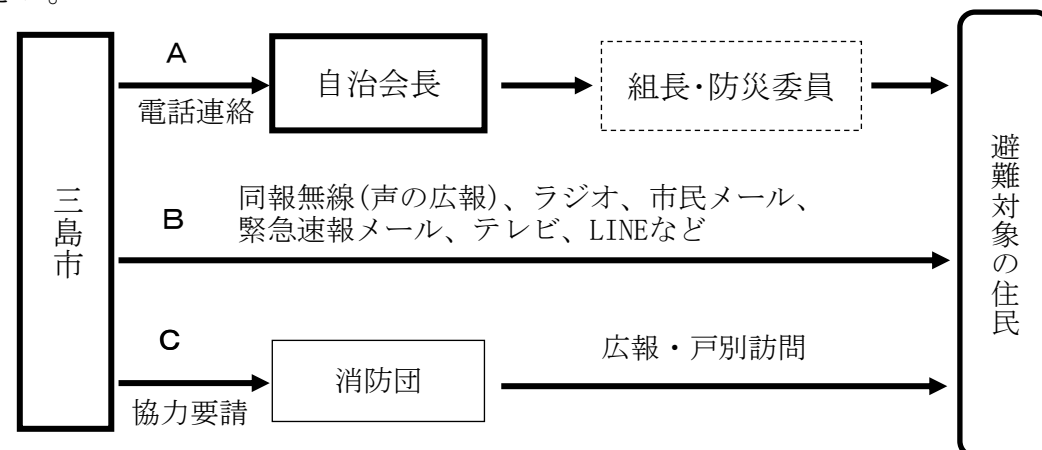 三島市
A
電話連絡
自治会長
組長・防災委員
B
同報無線(声の広報)、ラジオ、市民メール、
緊急速報メール、テレビ、LINEなど
C
協力要請
消防団
広報・戸別訪問
避難対象の住民